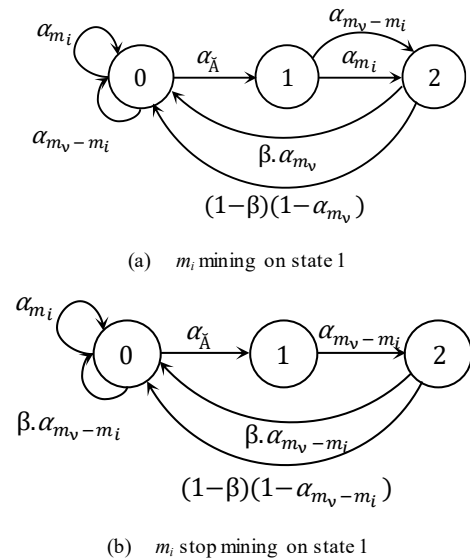 α_{m_i}
α_Ǎ
α_{m_v−m_i}
α_{m_i}
0
1
2
α_{m_v−m_i}
β.α_{m_v}
(1−β)(1−α_{m_v})
(a) m_i mining on state 1
α_{m_i}
α_Ǎ
α_{m_v−m_i}
0
1
2
β.α_{m_v−m_i}
β.α_{m_v−m_i}
(1−β)(1−α_{m_v−m_i})
(b) m_i stop mining on state 1